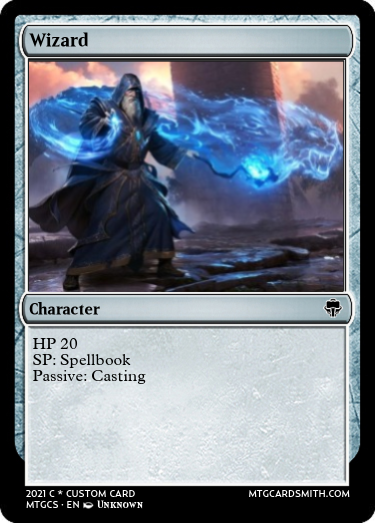 Wizard
Character
HP 20
SP: Spellbook
Passive: Casting
2021 C * CUSTOM CARD
MTGCARDSMITH.COM
MTGCS · EN Unknown